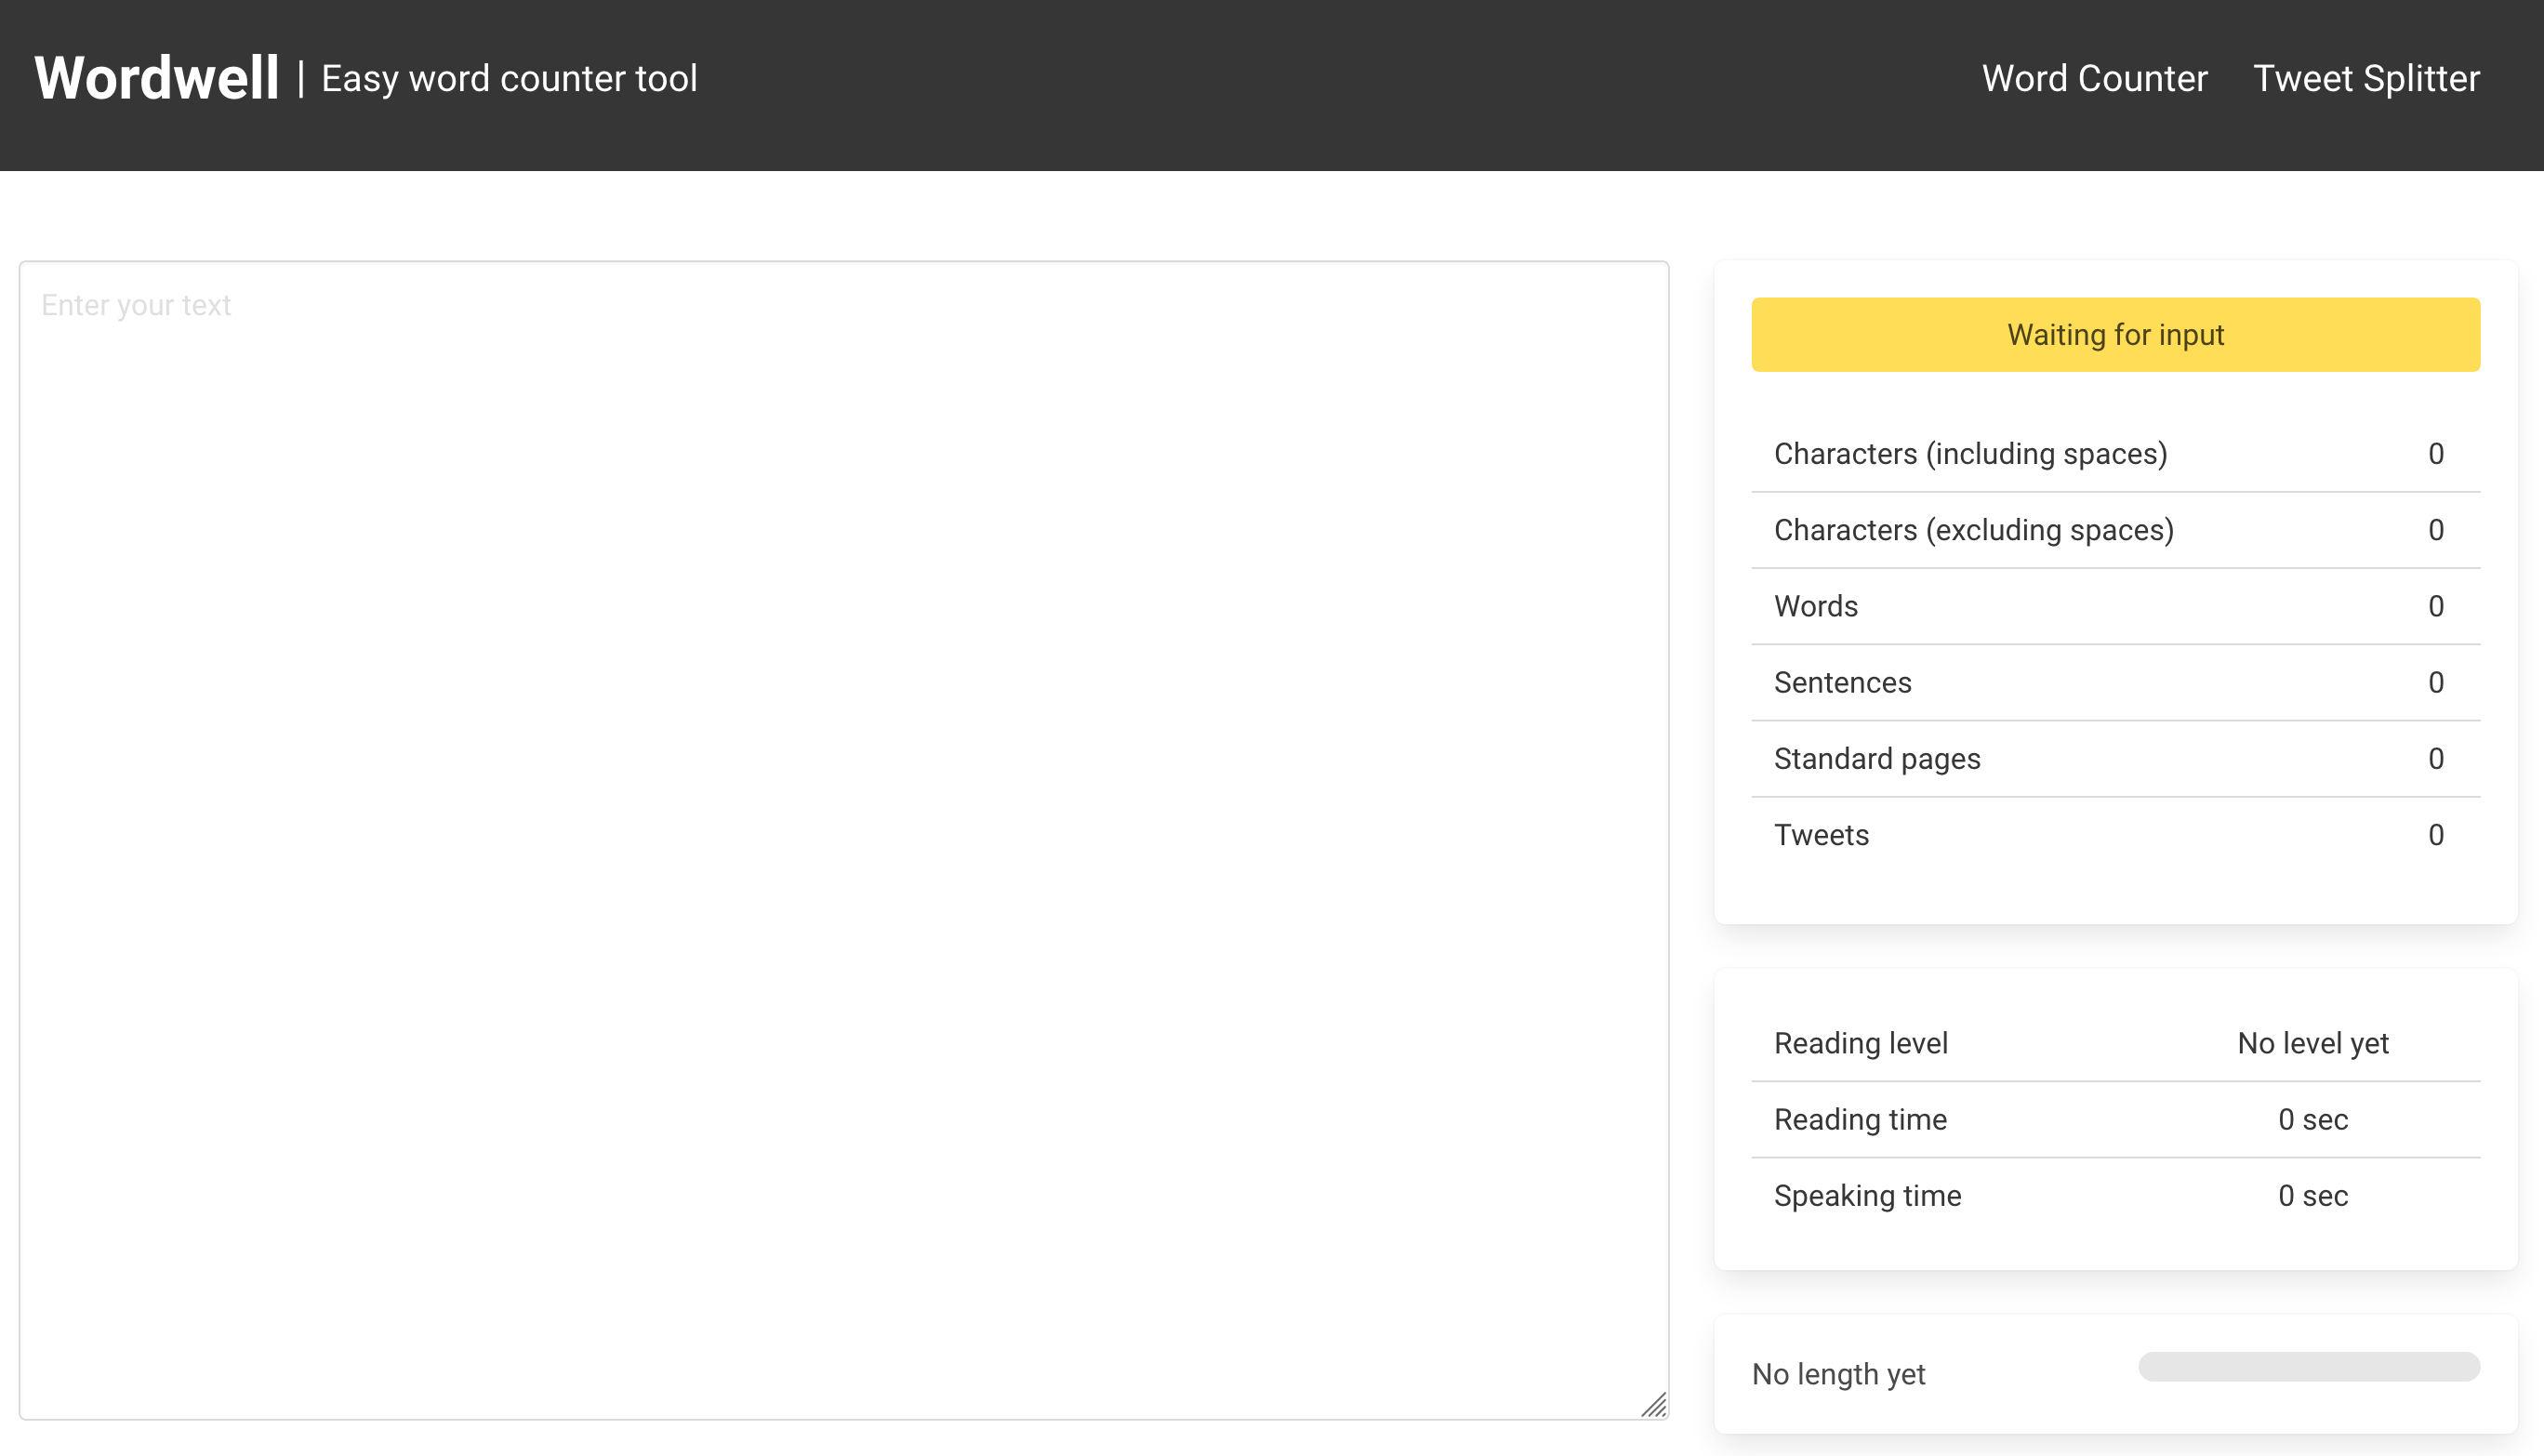 Wordwell | Easy word counter tool
Word Counter Tweet Splitter
Enter your text
Waiting for input
Characters (including spaces) 0
Characters (excluding spaces) 0
Words 0
Sentences 0
Standard pages 0
Tweets 0
Reading level No level yet
Reading time 0 sec
Speaking time 0 sec
No length yet